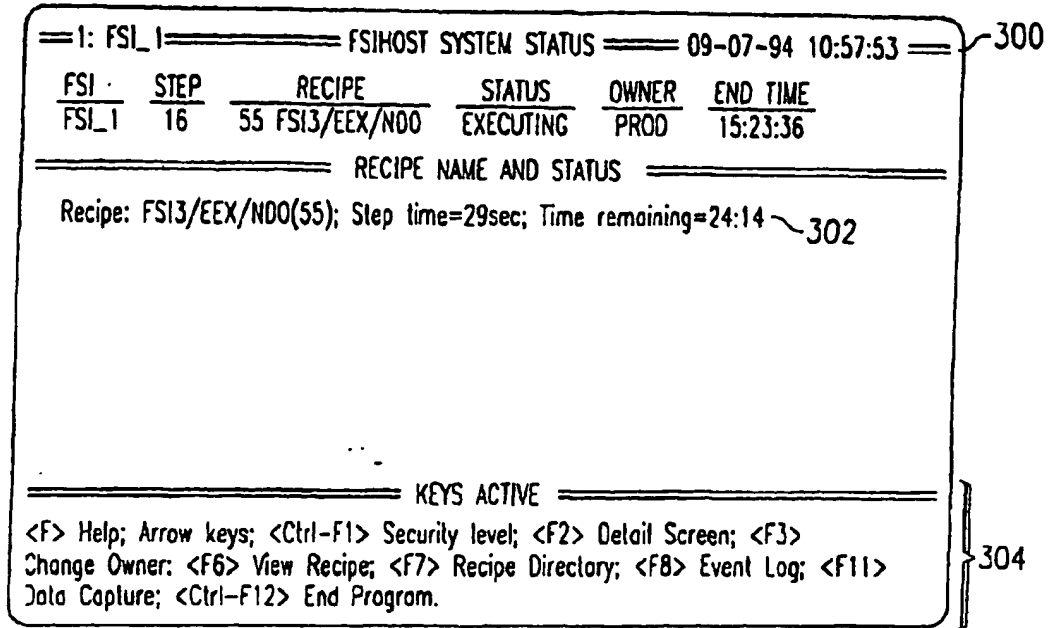 1: FSI_1 FSIHOST SYSTEM STATUS 09-07-94 10:57:53 300
FSI STEP RECIPE STATUS OWNER END TIME
FSI_1 16 55 FSI3/EEX/NDO EXECUTING PROD 15:23:36
RECIPE NAME AND STATUS
Recipe: FSI3/EEX/NDO(55); Step time=29sec; Time remaining=24:14 302
KEYS ACTIVE
<F> Help; Arrow keys; <Ctrl-F1> Security level; <F2> Detail Screen; <F3>
Change Owner: <F6> View Recipe; <F7> Recipe Directory; <F8> Event Log; <F11>
Data Capture; <Ctrl-F12> End Program.
304